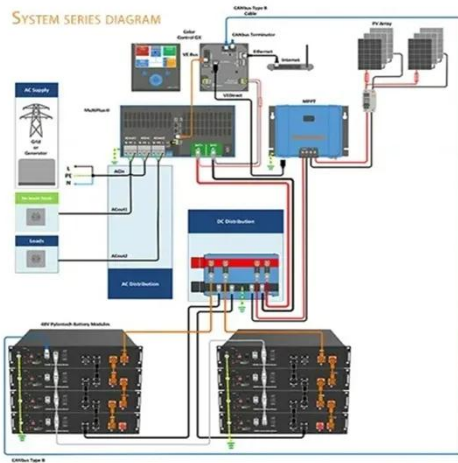 SYSTEM SERIES DIAGRAM
CANbus Type B
Cable
Color
Control GX
CANbus Terminator
VE.Bus
Ethernet
Internet
PV Array
AC Supply
Grid
or
Generator
MultiPlus-II
VE.Direct
MPPT
L
PE
N
ACin
ACout1
Loads
ACout2
DC Distribution
AC Distribution
48V Pylontech Battery Modules
CANbus Type B